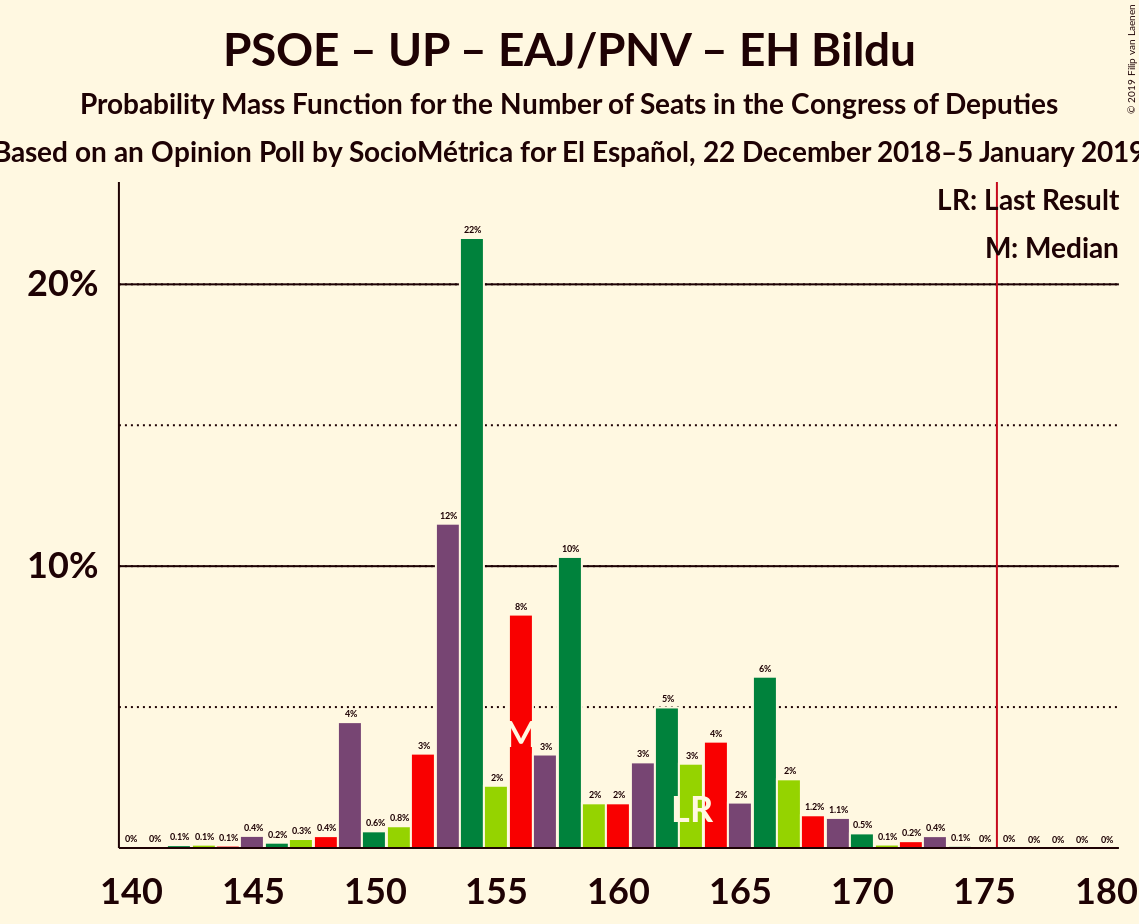 PSOE – UP – EAJ/PNV – EH Bildu
Probability Mass Function for the Number of Seats in the Congress of Deputies
Based on an Opinion Poll by SocioMétrica for El Español, 22 December 2018–5 January 2019
© 2019 Filip van Laenen
LR: Last Result
M: Median
20%
10%
0% 0% 0.1% 0.1% 0.1% 0.4% 0.2% 0.3% 0.4% 4% 0.6% 0.8% 3% 12% 22% 2% 8% 3% 10% 2% 2% 3% 5% 3% 4% 2% 6% 2% 1.2% 1.1% 0.5% 0.1% 0.2% 0.4% 0.1% 0% 0% 0% 0% 0% 0%
M
LR
140 145 150 155 160 165 170 175 180